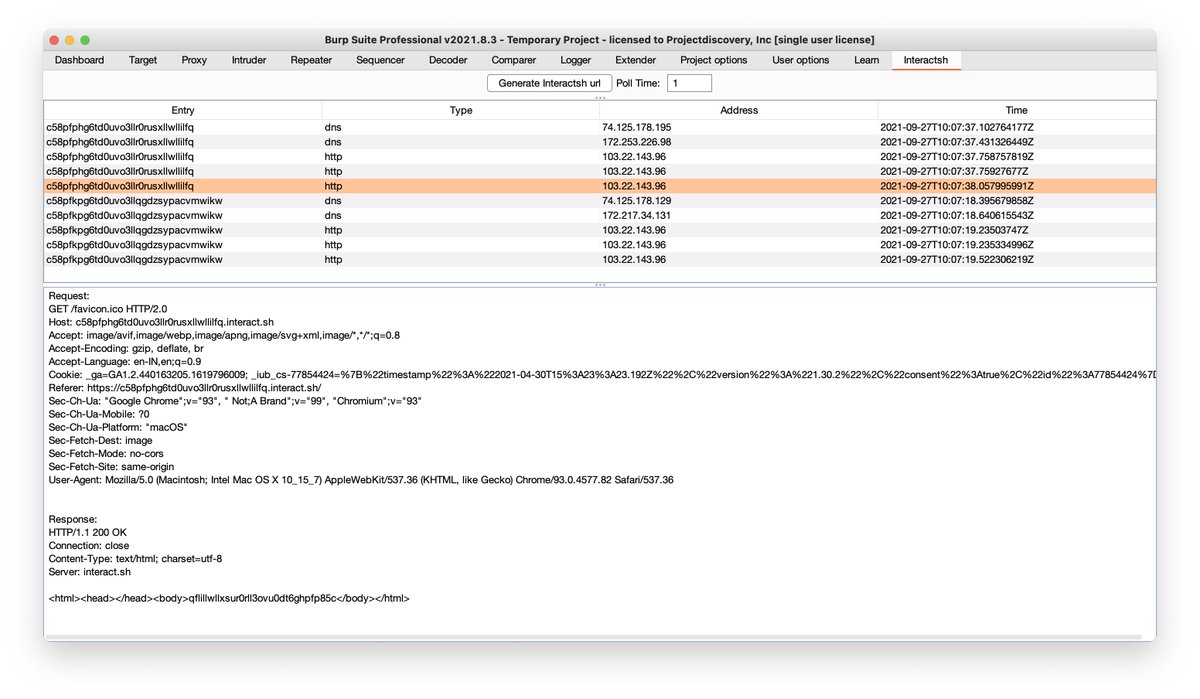 Burp Suite Professional v2021.8.3 - Temporary Project - licensed to Projectdiscovery, Inc [single user license]
Dashboard Target Proxy Intruder Repeater Sequencer Decoder Comparer Logger Extender Project options User options Learn Interactsh
Generate Interactsh url Poll Time: 1
Entry Type Address Time
c58pfphg6td0uvo3llr0rusxllwllilfq dns 74.125.178.195 2021-09-27T10:07:37.102764177Z
c58pfphg6td0uvo3llr0rusxllwllilfq dns 172.253.226.98 2021-09-27T10:07:37.431326449Z
c58pfphg6td0uvo3llr0rusxllwllilfq http 103.22.143.96 2021-09-27T10:07:37.758757819Z
c58pfphg6td0uvo3llr0rusxllwllilfq http 103.22.143.96 2021-09-27T10:07:37.75927677Z
c58pfphg6td0uvo3llr0rusxllwllilfq http 103.22.143.96 2021-09-27T10:07:38.057995991Z
c58pfkpg6td0uvo3llqgdzsypacvmwikw dns 74.125.178.129 2021-09-27T10:07:18.395679858Z
c58pfkpg6td0uvo3llqgdzsypacvmwikw dns 172.217.34.131 2021-09-27T10:07:18.640615543Z
c58pfkpg6td0uvo3llqgdzsypacvmwikw http 103.22.143.96 2021-09-27T10:07:19.23503747Z
c58pfkpg6td0uvo3llqgdzsypacvmwikw http 103.22.143.96 2021-09-27T10:07:19.235334996Z
c58pfkpg6td0uvo3llqgdzsypacvmwikw http 103.22.143.96 2021-09-27T10:07:19.522306219Z
Request:
GET /favicon.ico HTTP/2.0
Host: c58pfphg6td0uvo3llr0rusxllwllilfq.interact.sh
Accept: image/avif,image/webp,image/apng,image/svg+xml,image/*,*/*;q=0.8
Accept-Encoding: gzip, deflate, br
Accept-Language: en-IN,en;q=0.9
Cookie: _ga=GA1.2.440163205.1619796009; _iub_cs-77854424=%7B%22timestamp%22%3A%222021-04-30T15%3A23%3A23.192Z%22%2C%22version%22%3A%221.30.2%22%2C%22consent%22%3Atrue%2C%22id%22%3A77854424%7D
Referer: https://c58pfphg6td0uvo3llr0rusxllwllilfq.interact.sh/
Sec-Ch-Ua: "Google Chrome";v="93", " Not;A Brand";v="99", "Chromium";v="93"
Sec-Ch-Ua-Mobile: ?0
Sec-Ch-Ua-Platform: "macOS"
Sec-Fetch-Dest: image
Sec-Fetch-Mode: no-cors
Sec-Fetch-Site: same-origin
User-Agent: Mozilla/5.0 (Macintosh; Intel Mac OS X 10_15_7) AppleWebKit/537.36 (KHTML, like Gecko) Chrome/93.0.4577.82 Safari/537.36
Response:
HTTP/1.1 200 OK
Connection: close
Content-Type: text/html; charset=utf-8
Server: interact.sh
<html><head></head><body>qflillwllxsur0rll3ovu0dt6ghpfp85c</body></html>